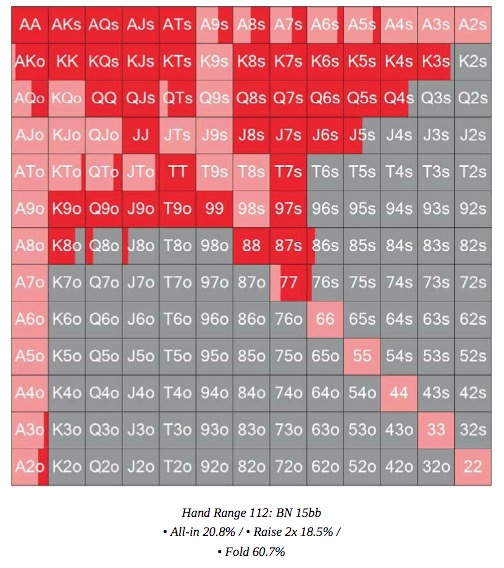 AA AKs AQs AJs ATs A9s A8s A7s A6s A5s A4s A3s A2s
AKo KK KQs KJs KTs K9s K8s K7s K6s K5s K4s K3s K2s
AQo KQo QQ QJs QTs Q9s Q8s Q7s Q6s Q5s Q4s Q3s Q2s
AJo KJo QJo JJ JTs J9s J8s J7s J6s J5s J4s J3s J2s
ATo KTo QTo JTo TT T9s T8s T7s T6s T5s T4s T3s T2s
A9o K9o Q9o J9o T9o 99 98s 97s 96s 95s 94s 93s 92s
A8o K8o Q8o J8o T8o 98o 88 87s 86s 85s 84s 83s 82s
A7o K7o Q7o J7o T7o 97o 87o 77 76s 75s 74s 73s 72s
A6o K6o Q6o J6o T6o 96o 86o 76o 66 65s 64s 63s 62s
A5o K5o Q5o J5o T5o 95o 85o 75o 65o 55 54s 53s 52s
A4o K4o Q4o J4o T4o 94o 84o 74o 64o 54o 44 43s 42s
A3o K3o Q3o J3o T3o 93o 83o 73o 63o 53o 43o 33 32s
A2o K2o Q2o J2o T2o 92o 82o 72o 62o 52o 42o 32o 22
Hand Range 112: BN 15bb
• All-in 20.8% / • Raise 2x 18.5% /
• Fold 60.7%